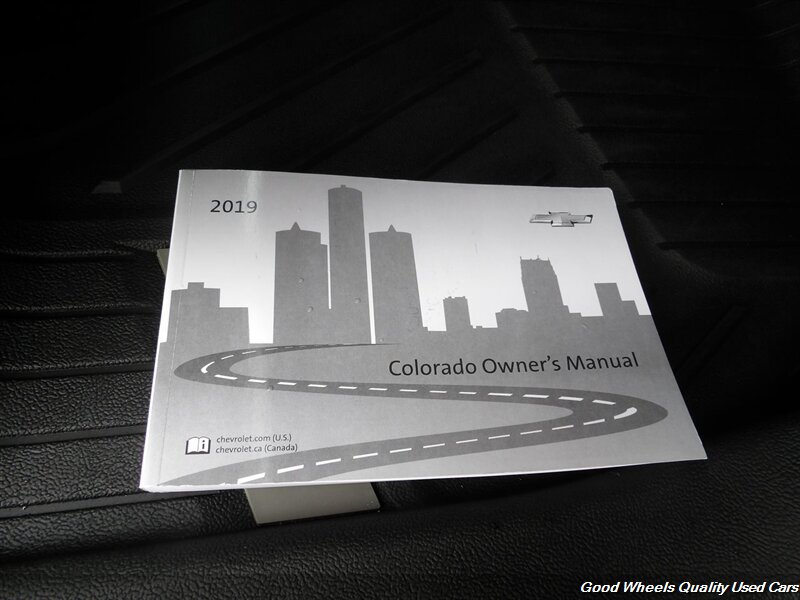 2019
Colorado Owner's Manual
chevrolet.com (U.S.)
chevrolet.ca (Canada)
Good Wheels Quality Used Cars